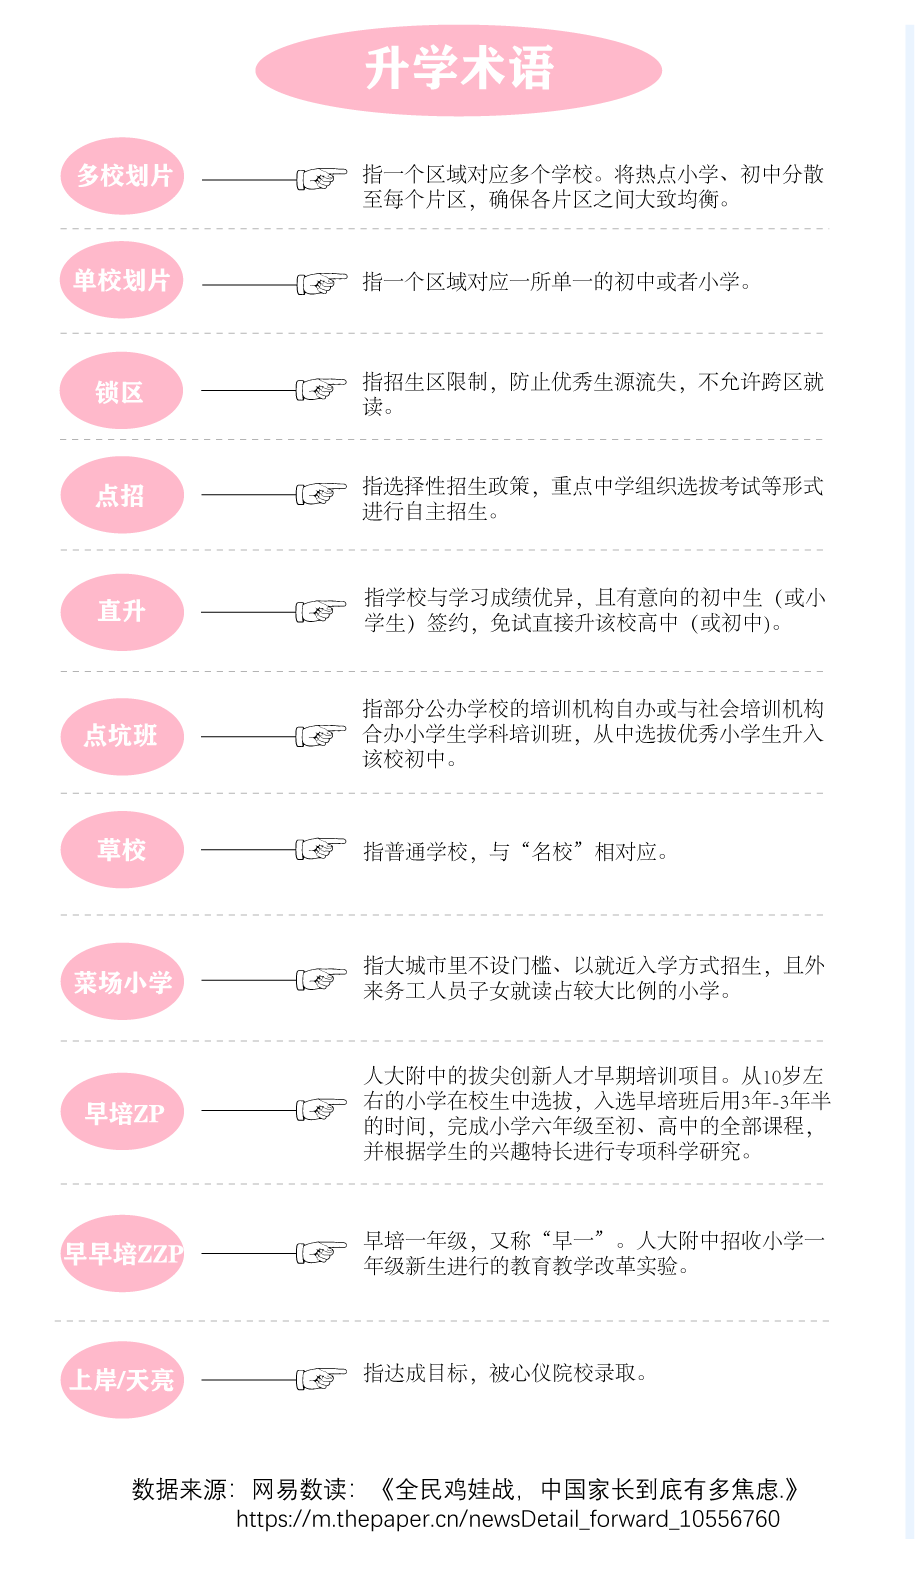 升学术语
多校划片
指一个区域对应多个学校。将热点小学、初中分散
至每个片区，确保各片区之间大致均衡。
单校划片
指一个区域对应一所单一的初中或者小学。
锁区
指招生区限制，防止优秀生源流失，不允许跨区就
读。
点招
指选择性招生政策，重点中学组织选拔考试等形式
进行自主招生。
直升
指学校与学习成绩优异，且有意向的初中生（或小
学生）签约，免试直接升该校高中（或初中)。
点坑班
指部分公办学校的培训机构自办或与社会培训机构
合办小学生学科培训班，从中选拔优秀小学生升入
该校初中。
草校
指普通学校，与“名校”相对应。
菜场小学
指大城市里不设门槛、以就近入学方式招生，且外
来务工人员子女就读占较大比例的小学。
早培ZP
人大附中的拔尖创新人才早期培训项目。从10岁左
右的小学在校生中选拔，入选早培班后用3年-3年半
的时间，完成小学六年级至初、高中的全部课程，
并根据学生的兴趣特长进行专项科学研究。
早早培ZZP
早培一年级，又称“早一”。人大附中招收小学一
年级新生进行的教育教学改革实验。
上岸/天亮
指达成目标，被心仪院校录取。
数据来源：网易数读：《全民鸡娃战，中国家长到底有多焦虑.》
https://m.thepaper.cn/newsDetail_forward_10556760